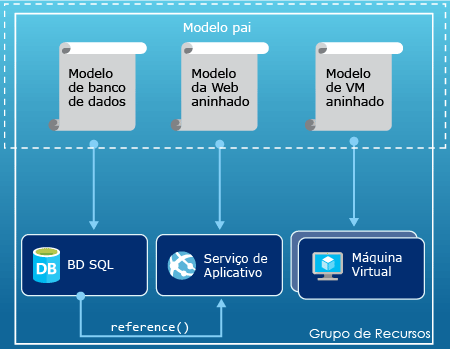 Modelo pai
Modelo
de banco
de dados
Modelo
da Web
aninhado
Modelo
de VM
aninhado
DB
BD SQL
Serviço de
Aplicativo
Máquina
Virtual
reference()
Grupo de Recursos